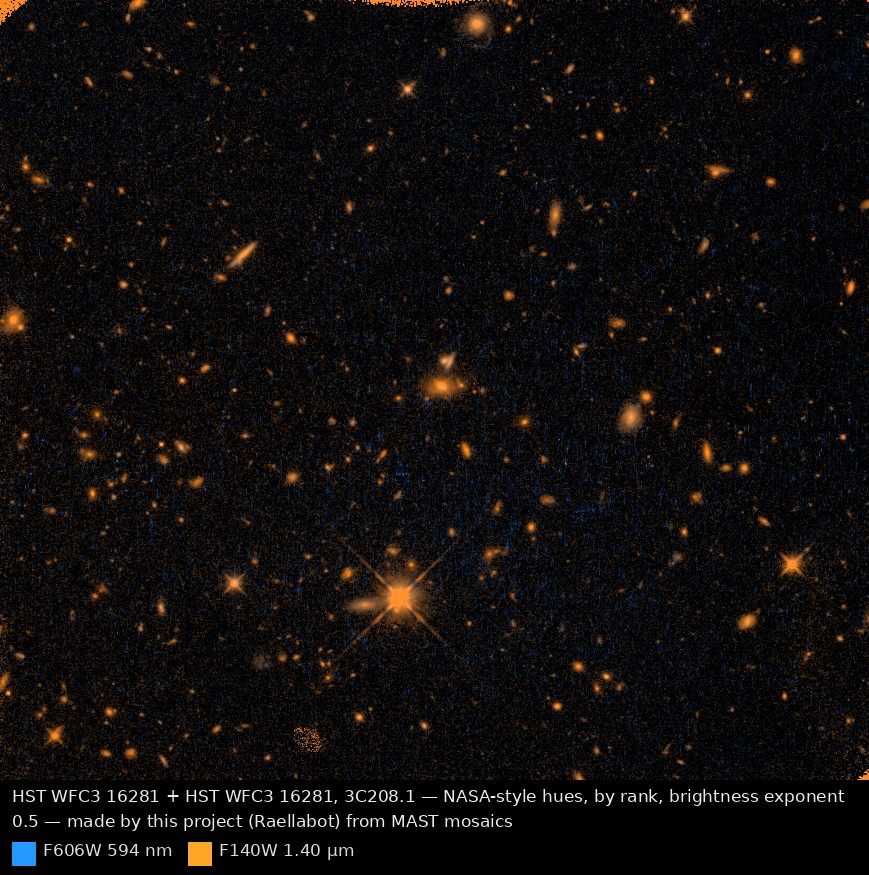 HST WFC3 16281 + HST WFC3 16281, 3C208.1 — NASA-style hues, by rank, brightness exponent
0.5 — made by this project (Raellabot) from MAST mosaics
F606W 594 nm F140W 1.40 µm